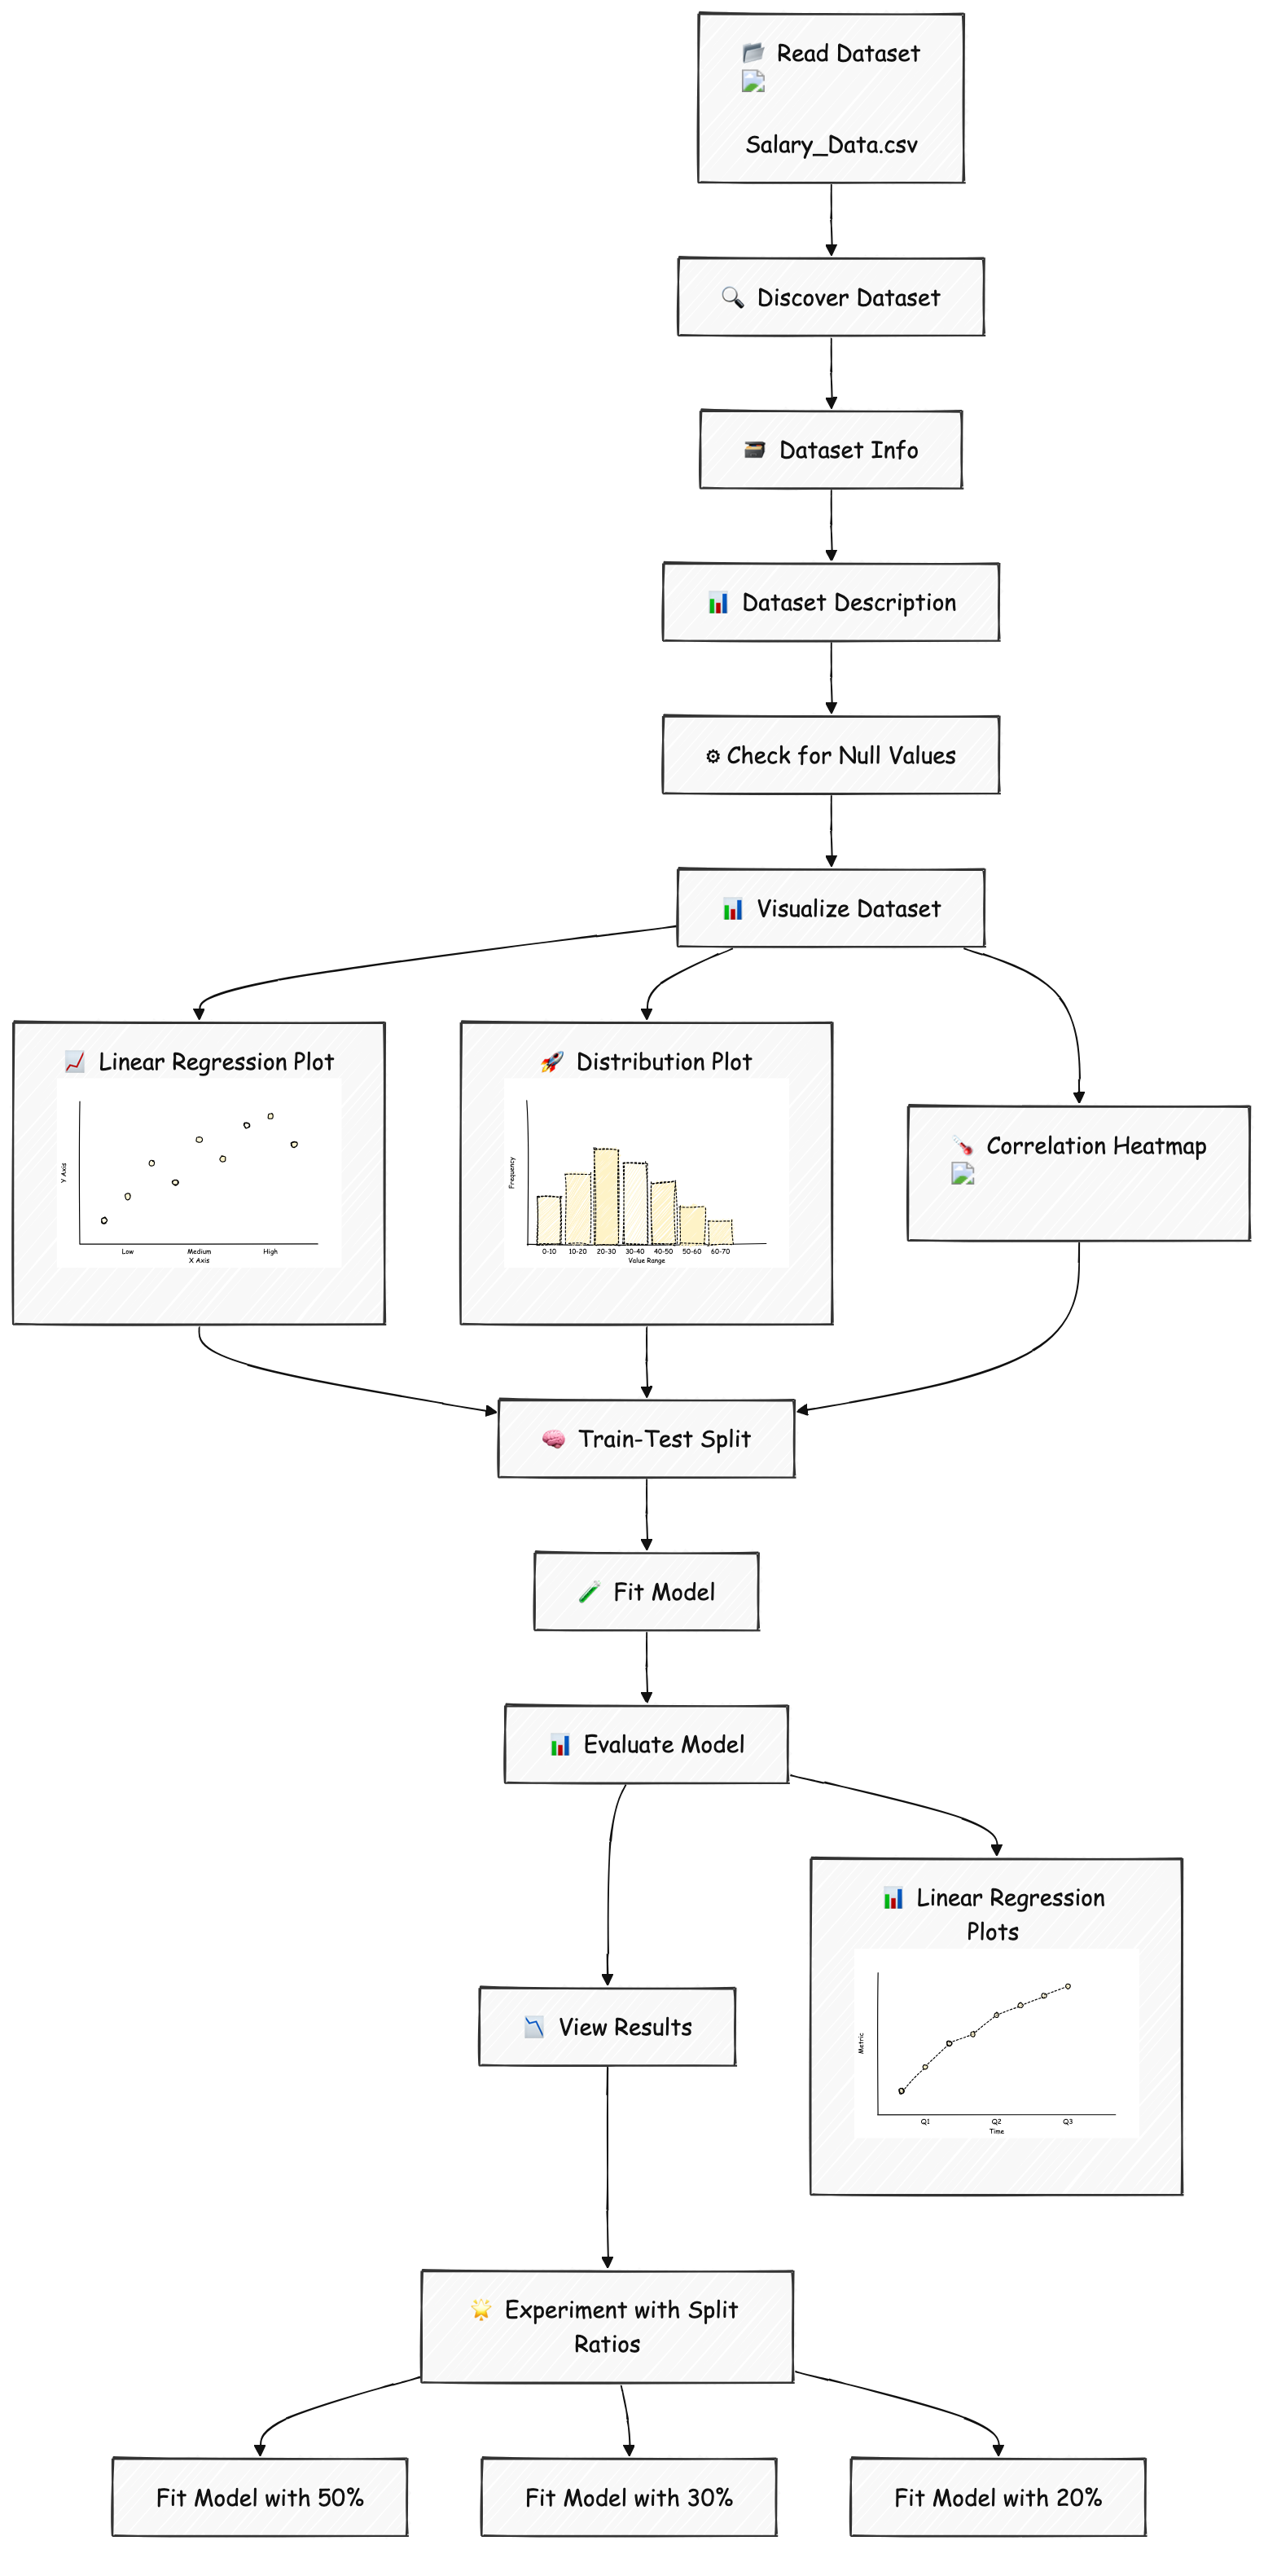 Read Dataset
Salary_Data.csv
Discover Dataset
Dataset Info
Dataset Description
Check for Null Values
Visualize Dataset
Linear Regression Plot
Y Axis
Low Medium High
X Axis
Distribution Plot
Frequency
0-10 10-20 20-30 30-40 40-50 50-60 60-70
Value Range
Correlation Heatmap
Train-Test Split
Fit Model
Evaluate Model
Linear Regression
Plots
Metric
Q1 Q2 Q3
Time
View Results
Experiment with Split
Ratios
Fit Model with 50%
Fit Model with 30%
Fit Model with 20%